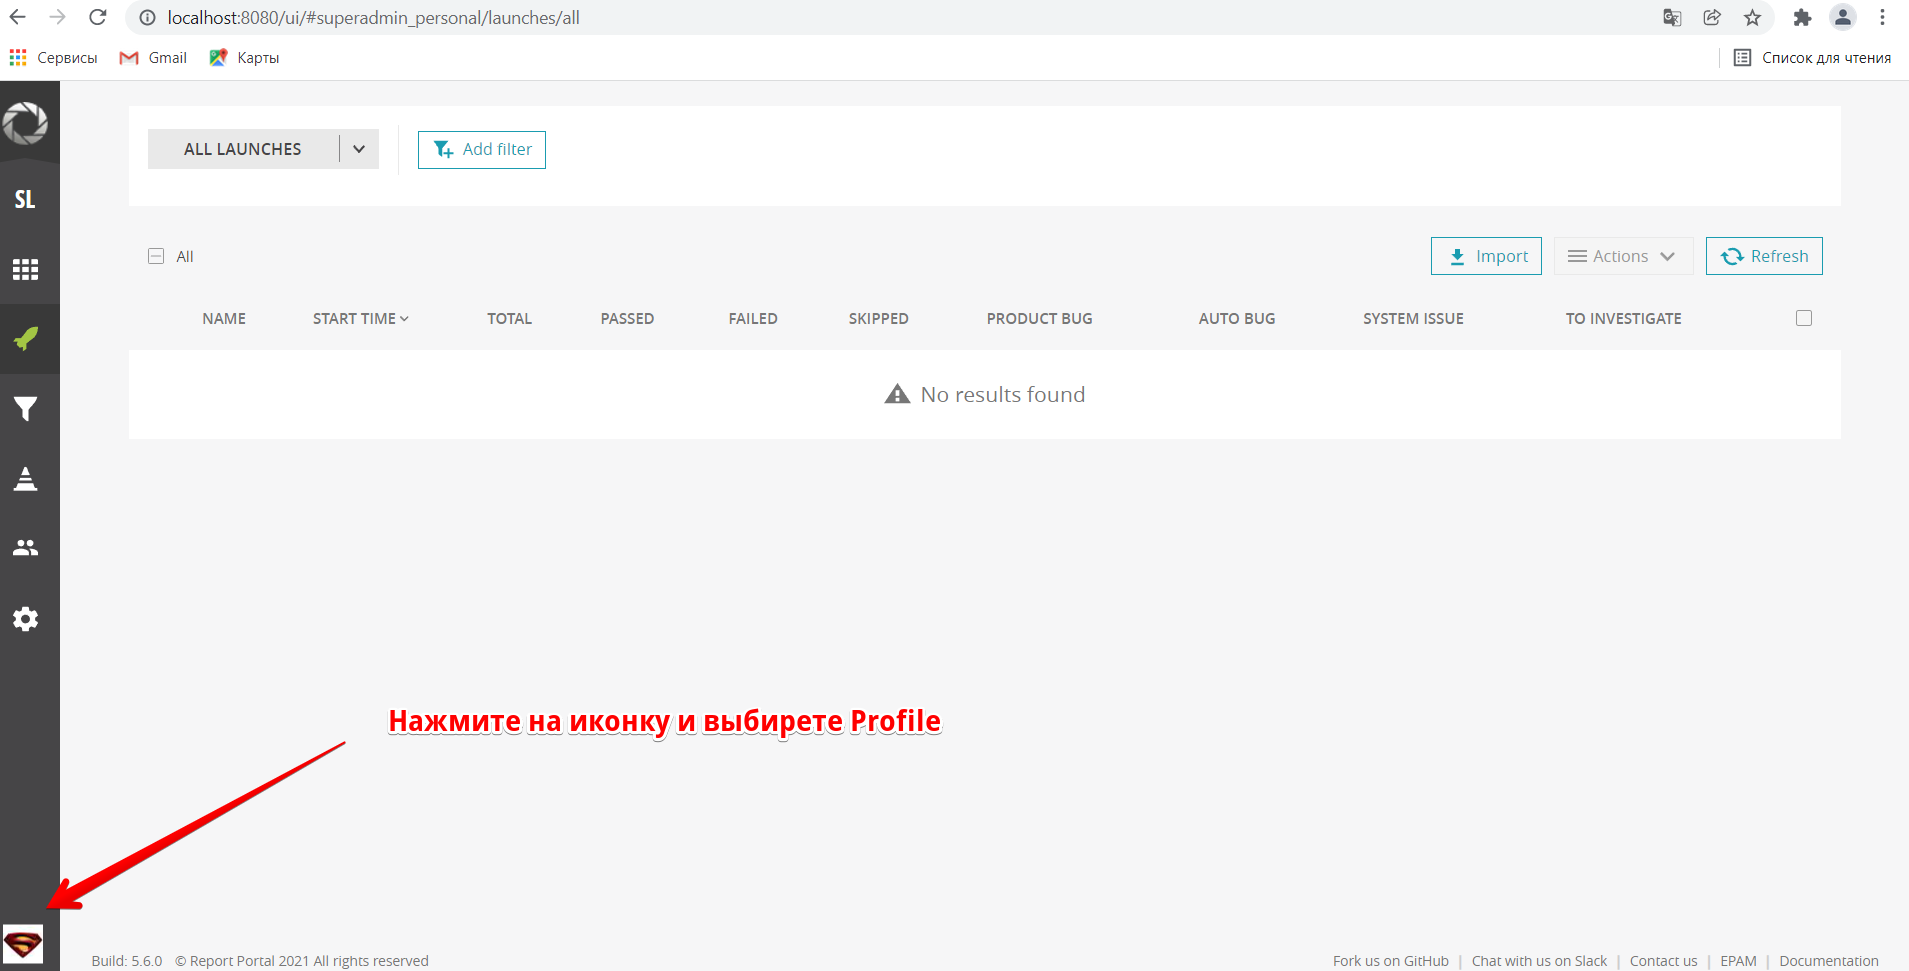 localhost:8080/ui/#superadmin_personal/launches/all
Сервисы Gmail Карты Список для чтения
ALL LAUNCHES Add filter
SL
All Import Actions Refresh
NAME START TIME TOTAL PASSED FAILED SKIPPED PRODUCT BUG AUTO BUG SYSTEM ISSUE TO INVESTIGATE
No results found
Нажмите на иконку и выбирете Profile
Build: 5.6.0 © Report Portal 2021 All rights reserved Fork us on GitHub | Chat with us on Slack | Contact us | EPAM | Documentation